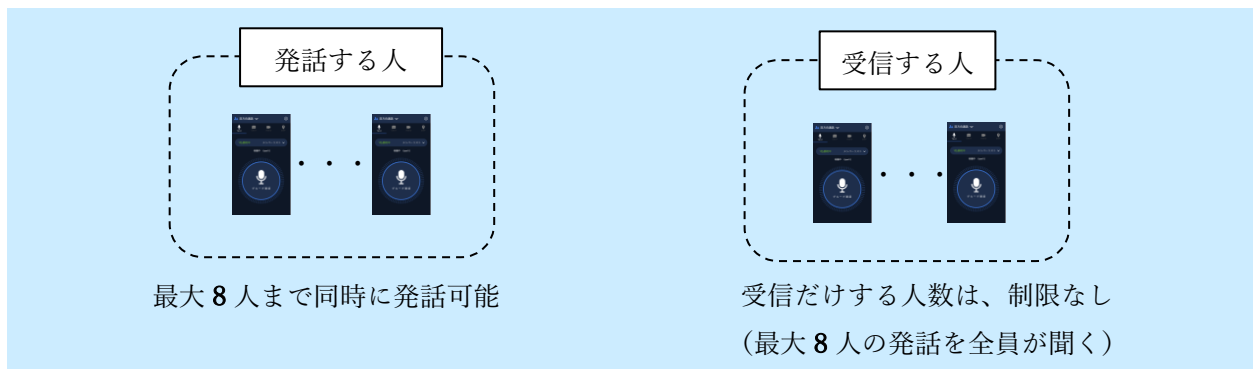 発話する人
・・・
最大 8 人まで同時に発話可能
受信する人
・・・
受信だけする人数は、制限なし
（最大 8 人の発話を全員が聞く）